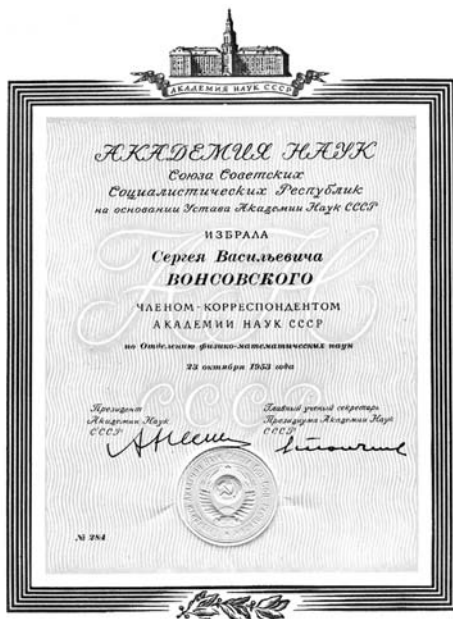 АКАДЕМИЯ НАУК СССР
АКАДЕМИЯ НАУК
Союза Советских
Социалистических Республик
на основании Устава Академии Наук СССР
ИЗБРАЛА
Сергея Васильевича
ВОНСОВСКОГО
ЧЛЕНОМ-КОРРЕСПОНДЕНТОМ
АКАДЕМИИ НАУК СССР
по Отделению физико-математических наук
23 октября 1953 года
Президент
Академии Наук
СССР
Главный ученый секретарь
Президиума Академии Наук
СССР
№ 284